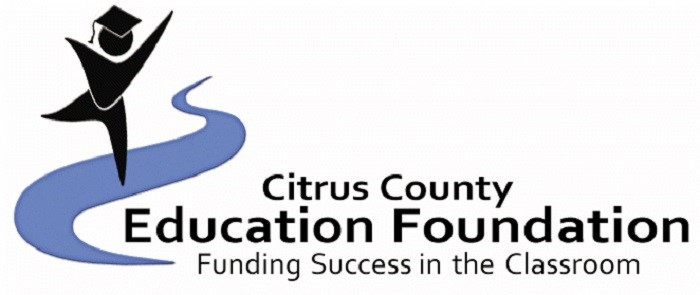 Citrus County
Education Foundation
Funding Success in the Classroom